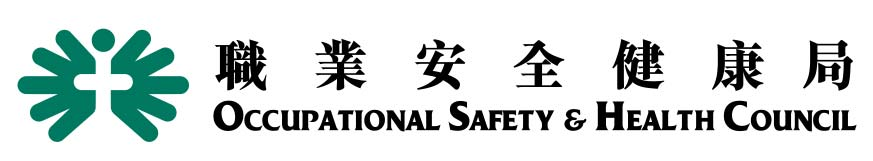 職業安全健康局
OCCUPATIONAL SAFETY & HEALTH COUNCIL